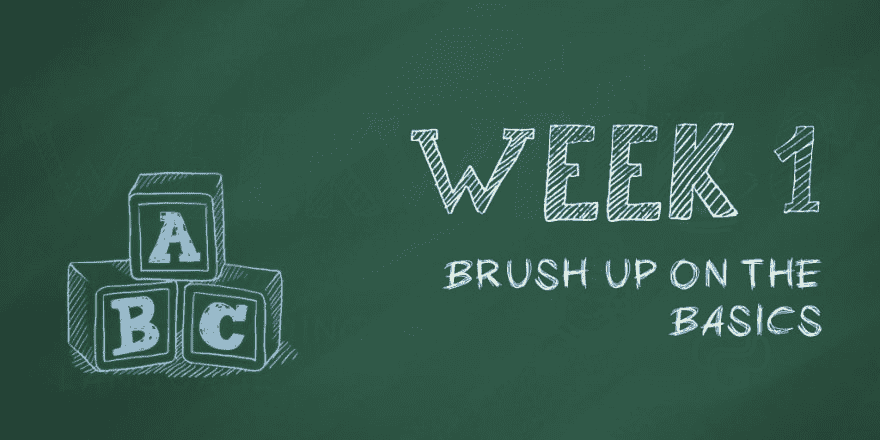 A
B C
WEEK 1
BRUSH UP ON THE
BASICS